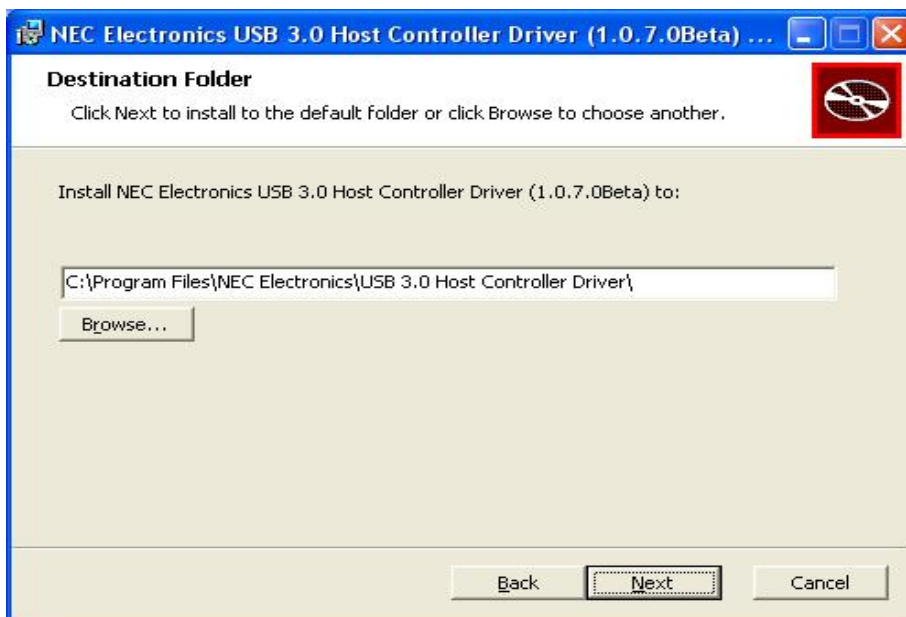 NEC Electronics USB 3.0 Host Controller Driver (1.0.7.0Beta) ...
Destination Folder
Click Next to install to the default folder or click Browse to choose another.
Install NEC Electronics USB 3.0 Host Controller Driver (1.0.7.0Beta) to:
C:\Program Files\NEC Electronics\USB 3.0 Host Controller Driver\
Browse...
Back Next Cancel